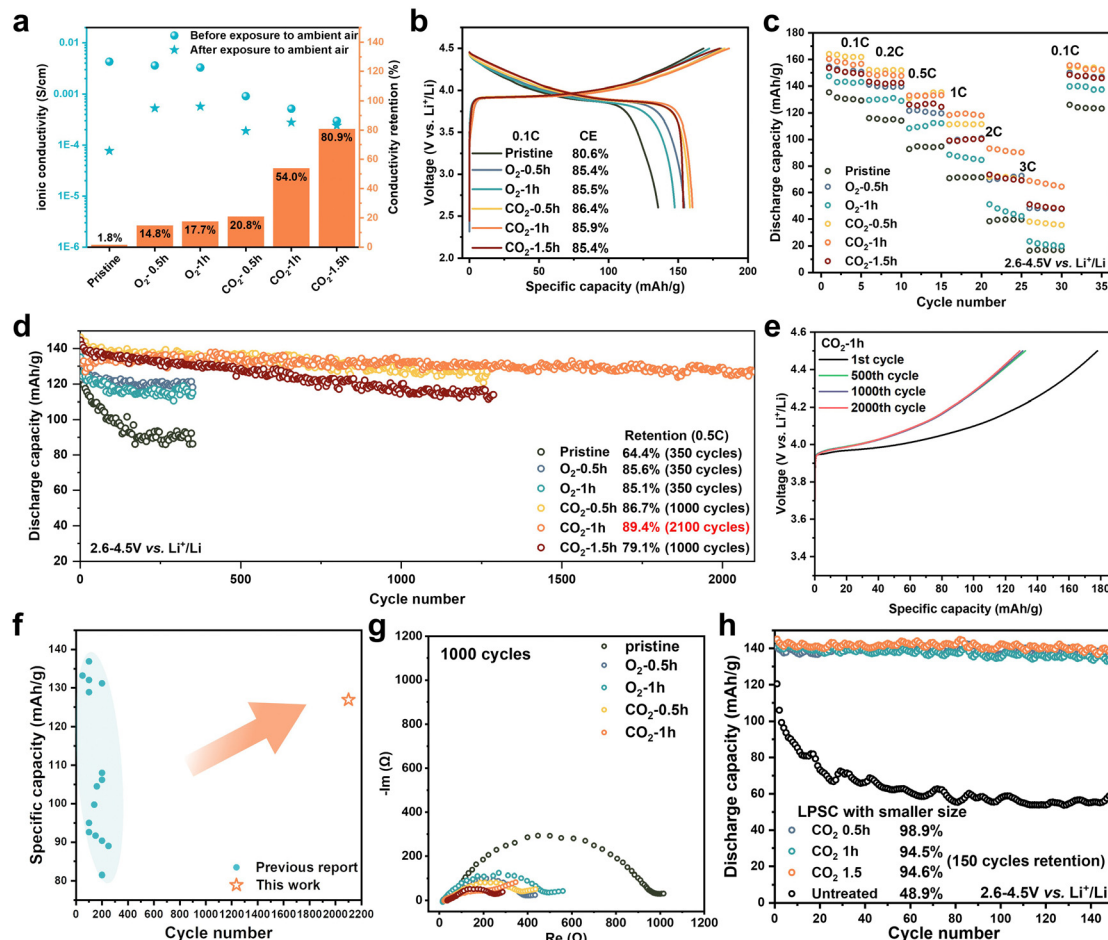 a
Before exposure to ambient air
After exposure to ambient air
ionic conductivity (S/cm)
0.01
0.001
1E-4
1E-5
1E-6
Conductivity retention (%)
140
120
100
80
60
40
20
0
1.8%
14.8%
17.7%
20.8%
54.0%
80.9%
Pristine
O₂- 0.5h
O₂-1h
CO₂- 0.5h
CO₂-1h
CO₂-1.5h
b
Voltage (V vs. Li⁺/Li)
5.0
4.5
4.0
3.5
3.0
2.5
2.0
0.1C CE
Pristine 80.6%
O₂-0.5h 85.4%
O₂-1h 85.5%
CO₂-0.5h 86.4%
CO₂-1h 85.9%
CO₂-1.5h 85.4%
0 50 100 150 200
Specific capacity (mAh/g)
c
Discharge capacity (mAh/g)
180
160
140
120
100
80
60
40
20
0
0.1C
0.2C
0.5C
1C
2C
3C
0.1C
Pristine
O₂-0.5h
O₂-1h
CO₂-0.5h
CO₂-1h
CO₂-1.5h
2.6-4.5V vs. Li⁺/Li
0 5 10 15 20 25 30 35
Cycle number
d
Discharge capacity (mAh/g)
140
120
100
80
60
40
20
Retention (0.5C)
Pristine 64.4% (350 cycles)
O₂-0.5h 85.6% (350 cycles)
O₂-1h 85.1% (350 cycles)
CO₂-0.5h 86.7% (1000 cycles)
CO₂-1h 89.4% (2100 cycles)
CO₂-1.5h 79.1% (1000 cycles)
2.6-4.5V vs. Li⁺/Li
0 500 1000 1500 2000
Cycle number
e
Voltage (V vs. Li⁺/Li)
4.6
4.2
3.8
3.4
CO₂-1h
1st cycle
500th cycle
1000th cycle
2000th cycle
0 20 40 60 80 100 120 140 160 180
Specific capacity (mAh/g)
f
Specific capacity (mAh/g)
145
140
130
120
110
100
90
80
Previous report
This work
0 200 400 600 800 1000 1200 1400 1600 1800 2000 2200
Cycle number
g
-Im (Ω)
1200
1000
800
600
400
200
0
1000 cycles
pristine
O₂-0.5h
O₂-1h
CO₂-0.5h
CO₂-1h
0 200 400 600 800 1000 1200
Re (Ω)
h
Discharge capacity (mAh/g)
140
120
100
80
60
40
20
0
LPSC with smaller size
CO₂ 0.5h 98.9%
CO₂ 1h 94.5%
CO₂ 1.5 94.6%
Untreated 48.9%
(150 cycles retention)
2.6-4.5V vs. Li⁺/Li
0 20 40 60 80 100 120 140
Cycle number